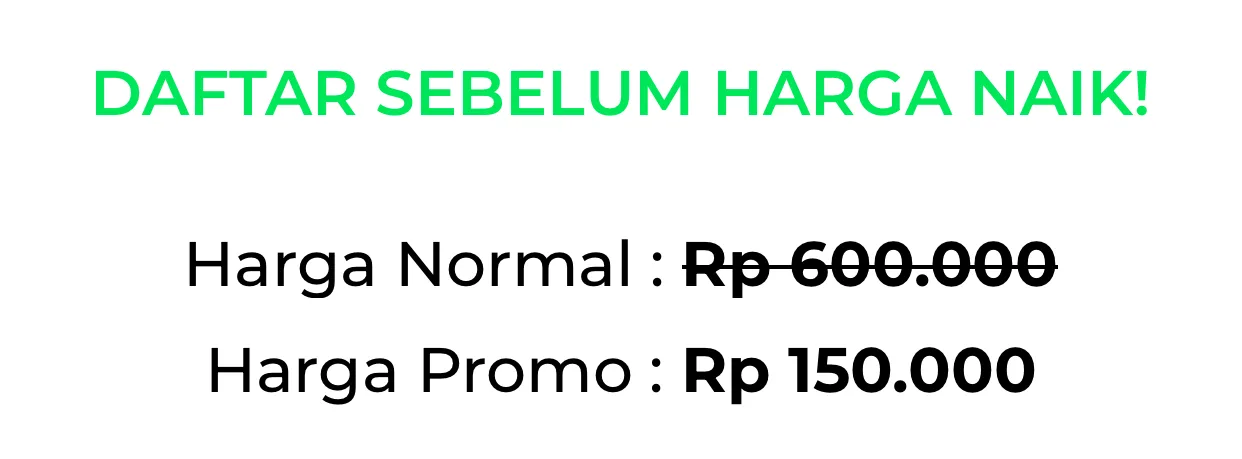 DAFTAR SEBELUM HARGA NAIK!
Harga Normal : Rp 600.000
Harga Promo : Rp 150.000